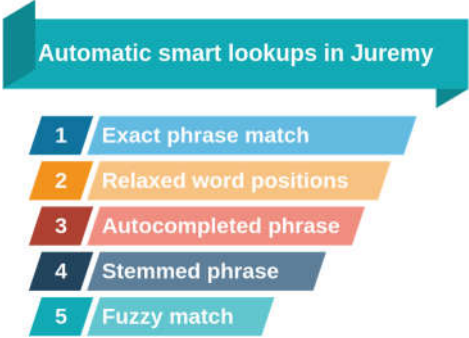 Automatic smart lookups in Juremy
1 Exact phrase match
2 Relaxed word positions
3 Autocompleted phrase
4 Stemmed phrase
5 Fuzzy match